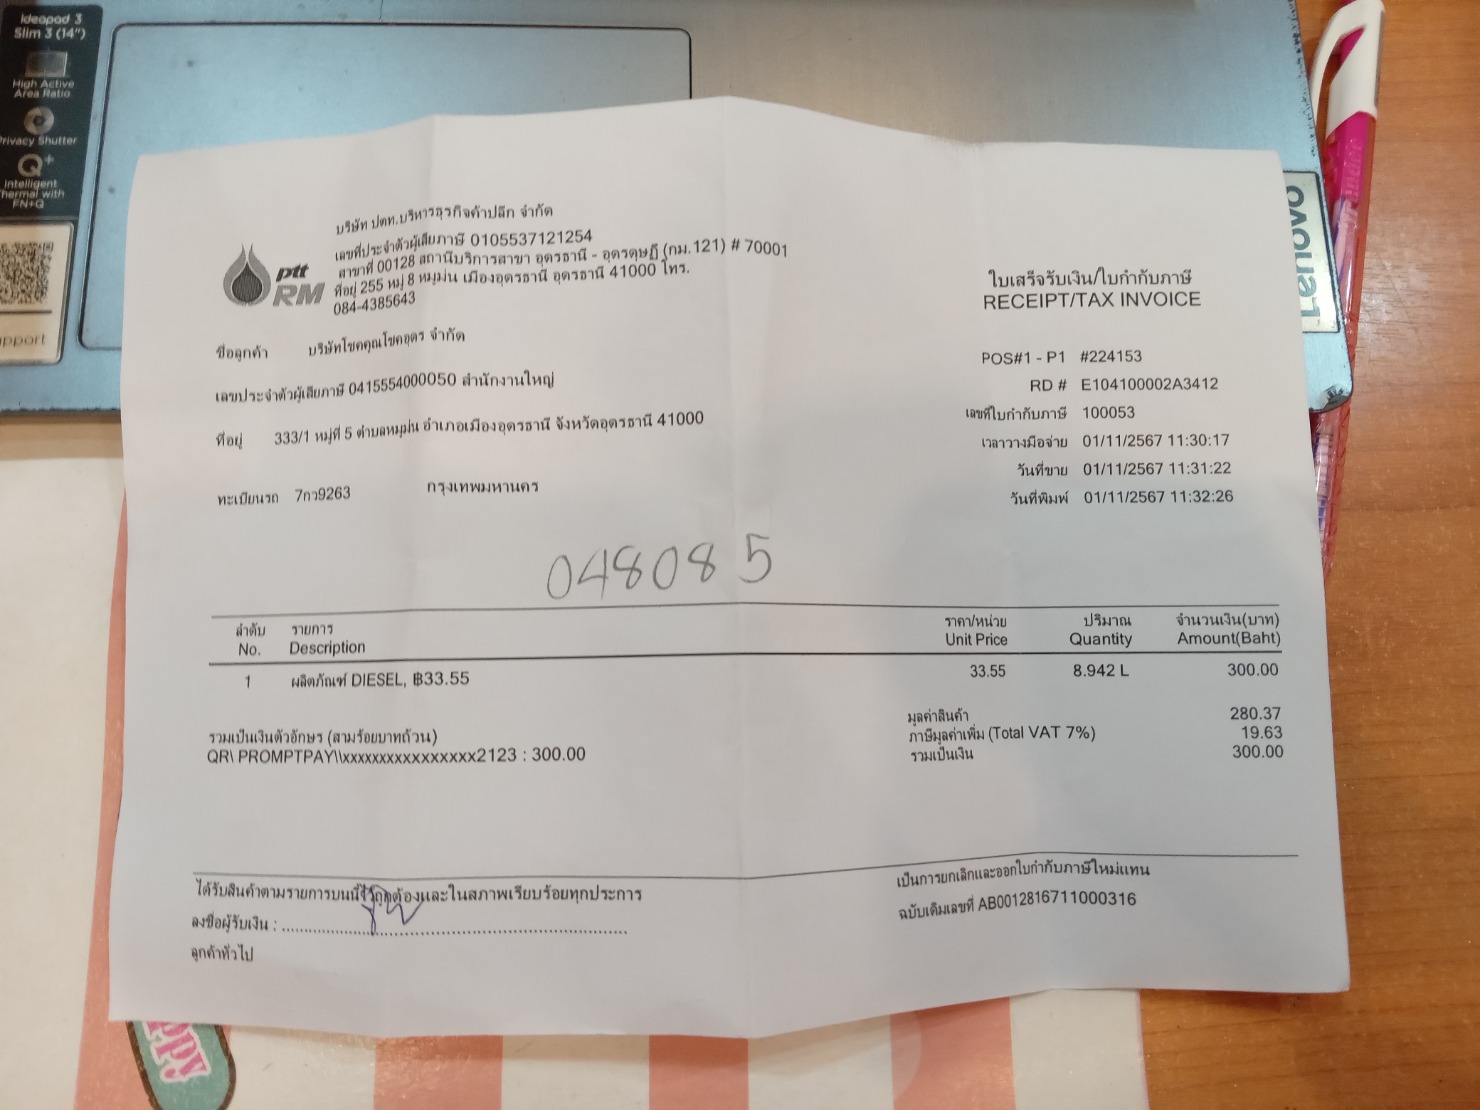 Ideapad 3
Slim 3 (14")
High Active
Area Ratio
Privacy Shutter
Q+
Intelligent
Thermal with
FN+Q
Lenovo
ptt
RM
บริษัท ปตท.บริหารธุรกิจค้าปลีก จำกัด
เลขที่ประจำตัวผู้เสียภาษี 0105537121254
สาขาที่ 00128 สถานีบริการสาขา อุดรธานี - อุดรดุษฎี (กม.121) # 70001
ที่อยู่ 255 หมู่ 8 หมูม่น เมืองอุดรธานี อุดรธานี 41000 โทร.
084-4385643
ใบเสร็จรับเงิน/ใบกำกับภาษี
RECEIPT/TAX INVOICE
ชื่อลูกค้า บริษัทโชคคูณโชคอุดร จำกัด
เลขประจำตัวผู้เสียภาษี 0415554000050 สำนักงานใหญ่
ที่อยู่ 333/1 หมู่ที่ 5 ตำบลหมูม่น อำเภอเมืองอุดรธานี จังหวัดอุดรธานี 41000
ทะเบียนรถ 7กว9263 กรุงเทพมหานคร
POS#1 - P1 #224153
RD # E104100002A3412
เลขที่ใบกำกับภาษี 100053
เวลาวางมือจ่าย 01/11/2567 11:30:17
วันที่ขาย 01/11/2567 11:31:22
วันที่พิมพ์ 01/11/2567 11:32:26
048085
ลำดับ รายการ ราคา/หน่วย ปริมาณ จำนวนเงิน(บาท)
No. Description Unit Price Quantity Amount(Baht)
1 ผลิตภัณฑ์ DIESEL, ฿33.55 33.55 8.942 L 300.00
มูลค่าสินค้า 280.37
ภาษีมูลค่าเพิ่ม (Total VAT 7%) 19.63
รวมเป็นเงิน 300.00
รวมเป็นเงินตัวอักษร (สามร้อยบาทถ้วน)
QR\ PROMPTPAY\\xxxxxxxxxxxxxxxx2123 : 300.00
ได้รับสินค้าตามรายการบนนี้ไว้ถูกต้องและในสภาพเรียบร้อยทุกประการ
ลงชื่อผู้รับเงิน : ........................................
ลูกค้าทั่วไป
เป็นการยกเลิกและออกใบกำกับภาษีใหม่แทน
ฉบับเดิมเลขที่ AB0012816711000316